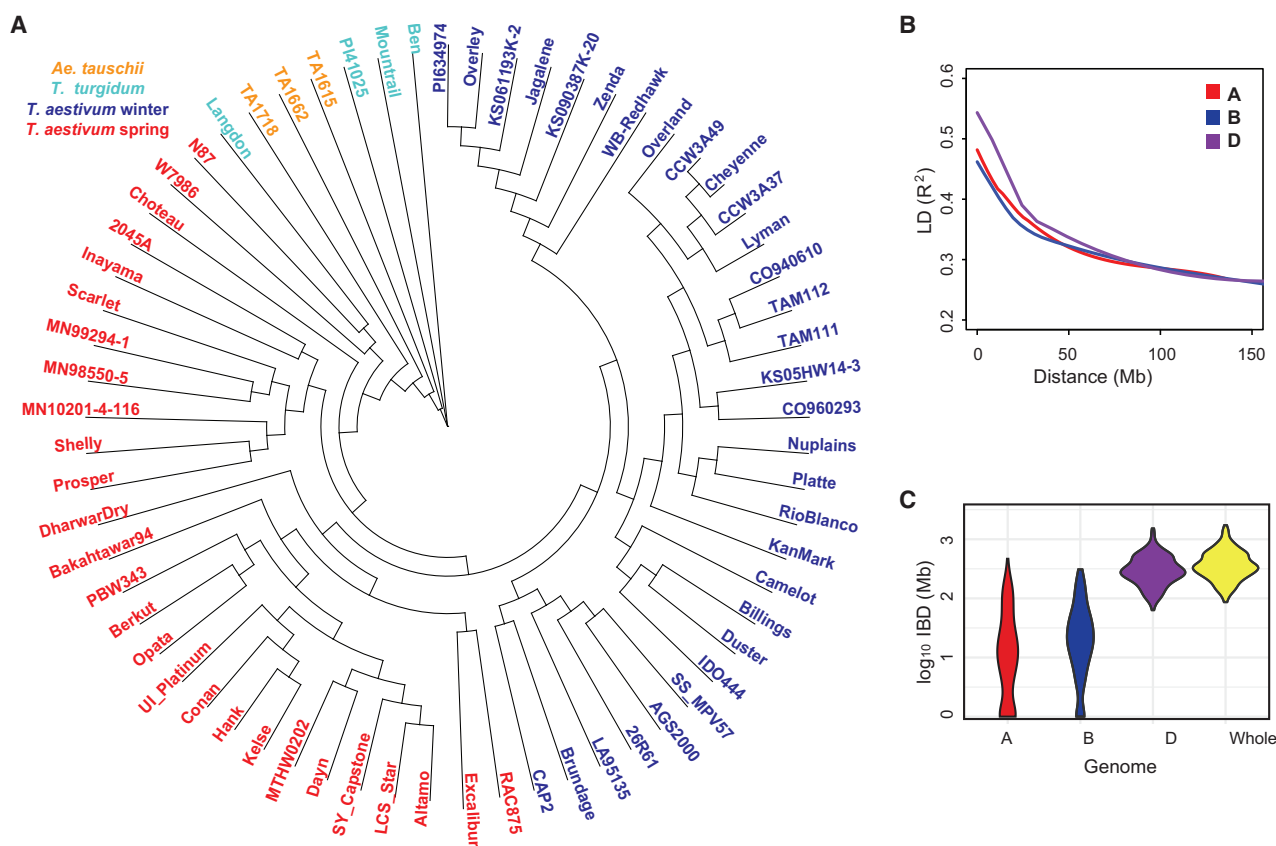 A
Ae. tauschii
T. turgidum
T. aestivum winter
T. aestivum spring
Ben
Mountrail
PI41025
TA1615
TA1662
TA1718
Langdon
N87
W7986
Choteau
2045A
Inayama
Scarlet
MN99294-1
MN98550-5
MN10201-4-116
Shelly
Prosper
DharwarDry
Bakahtawar94
PBW343
Berkut
Opata
UI_Platinum
Conan
Hank
Kelse
MTHW0202
Dayn
SY_Capstone
LCS_Star
Altamo
Excalibur
RAC875
CAP2
Brundage
LA95135
26R61
AGS2000
SS_MPV57
IDO444
Duster
Billings
Camelot
KanMark
RioBlanco
Platte
Nuplains
CO960293
KS05HW14-3
TAM111
TAM112
CO940610
Lyman
CCW3A37
Cheyenne
CCW3A49
Overland
WB-Redhawk
Zenda
KS090387K-20
Jagalene
KS061193K-2
Overley
PI634974
B
LD (R²)
0.6
0.5
0.4
0.3
0.2
A
B
D
0 50 100 150
Distance (Mb)
C
log₁₀ IBD (Mb)
3
2
1
0
A B D Whole
Genome